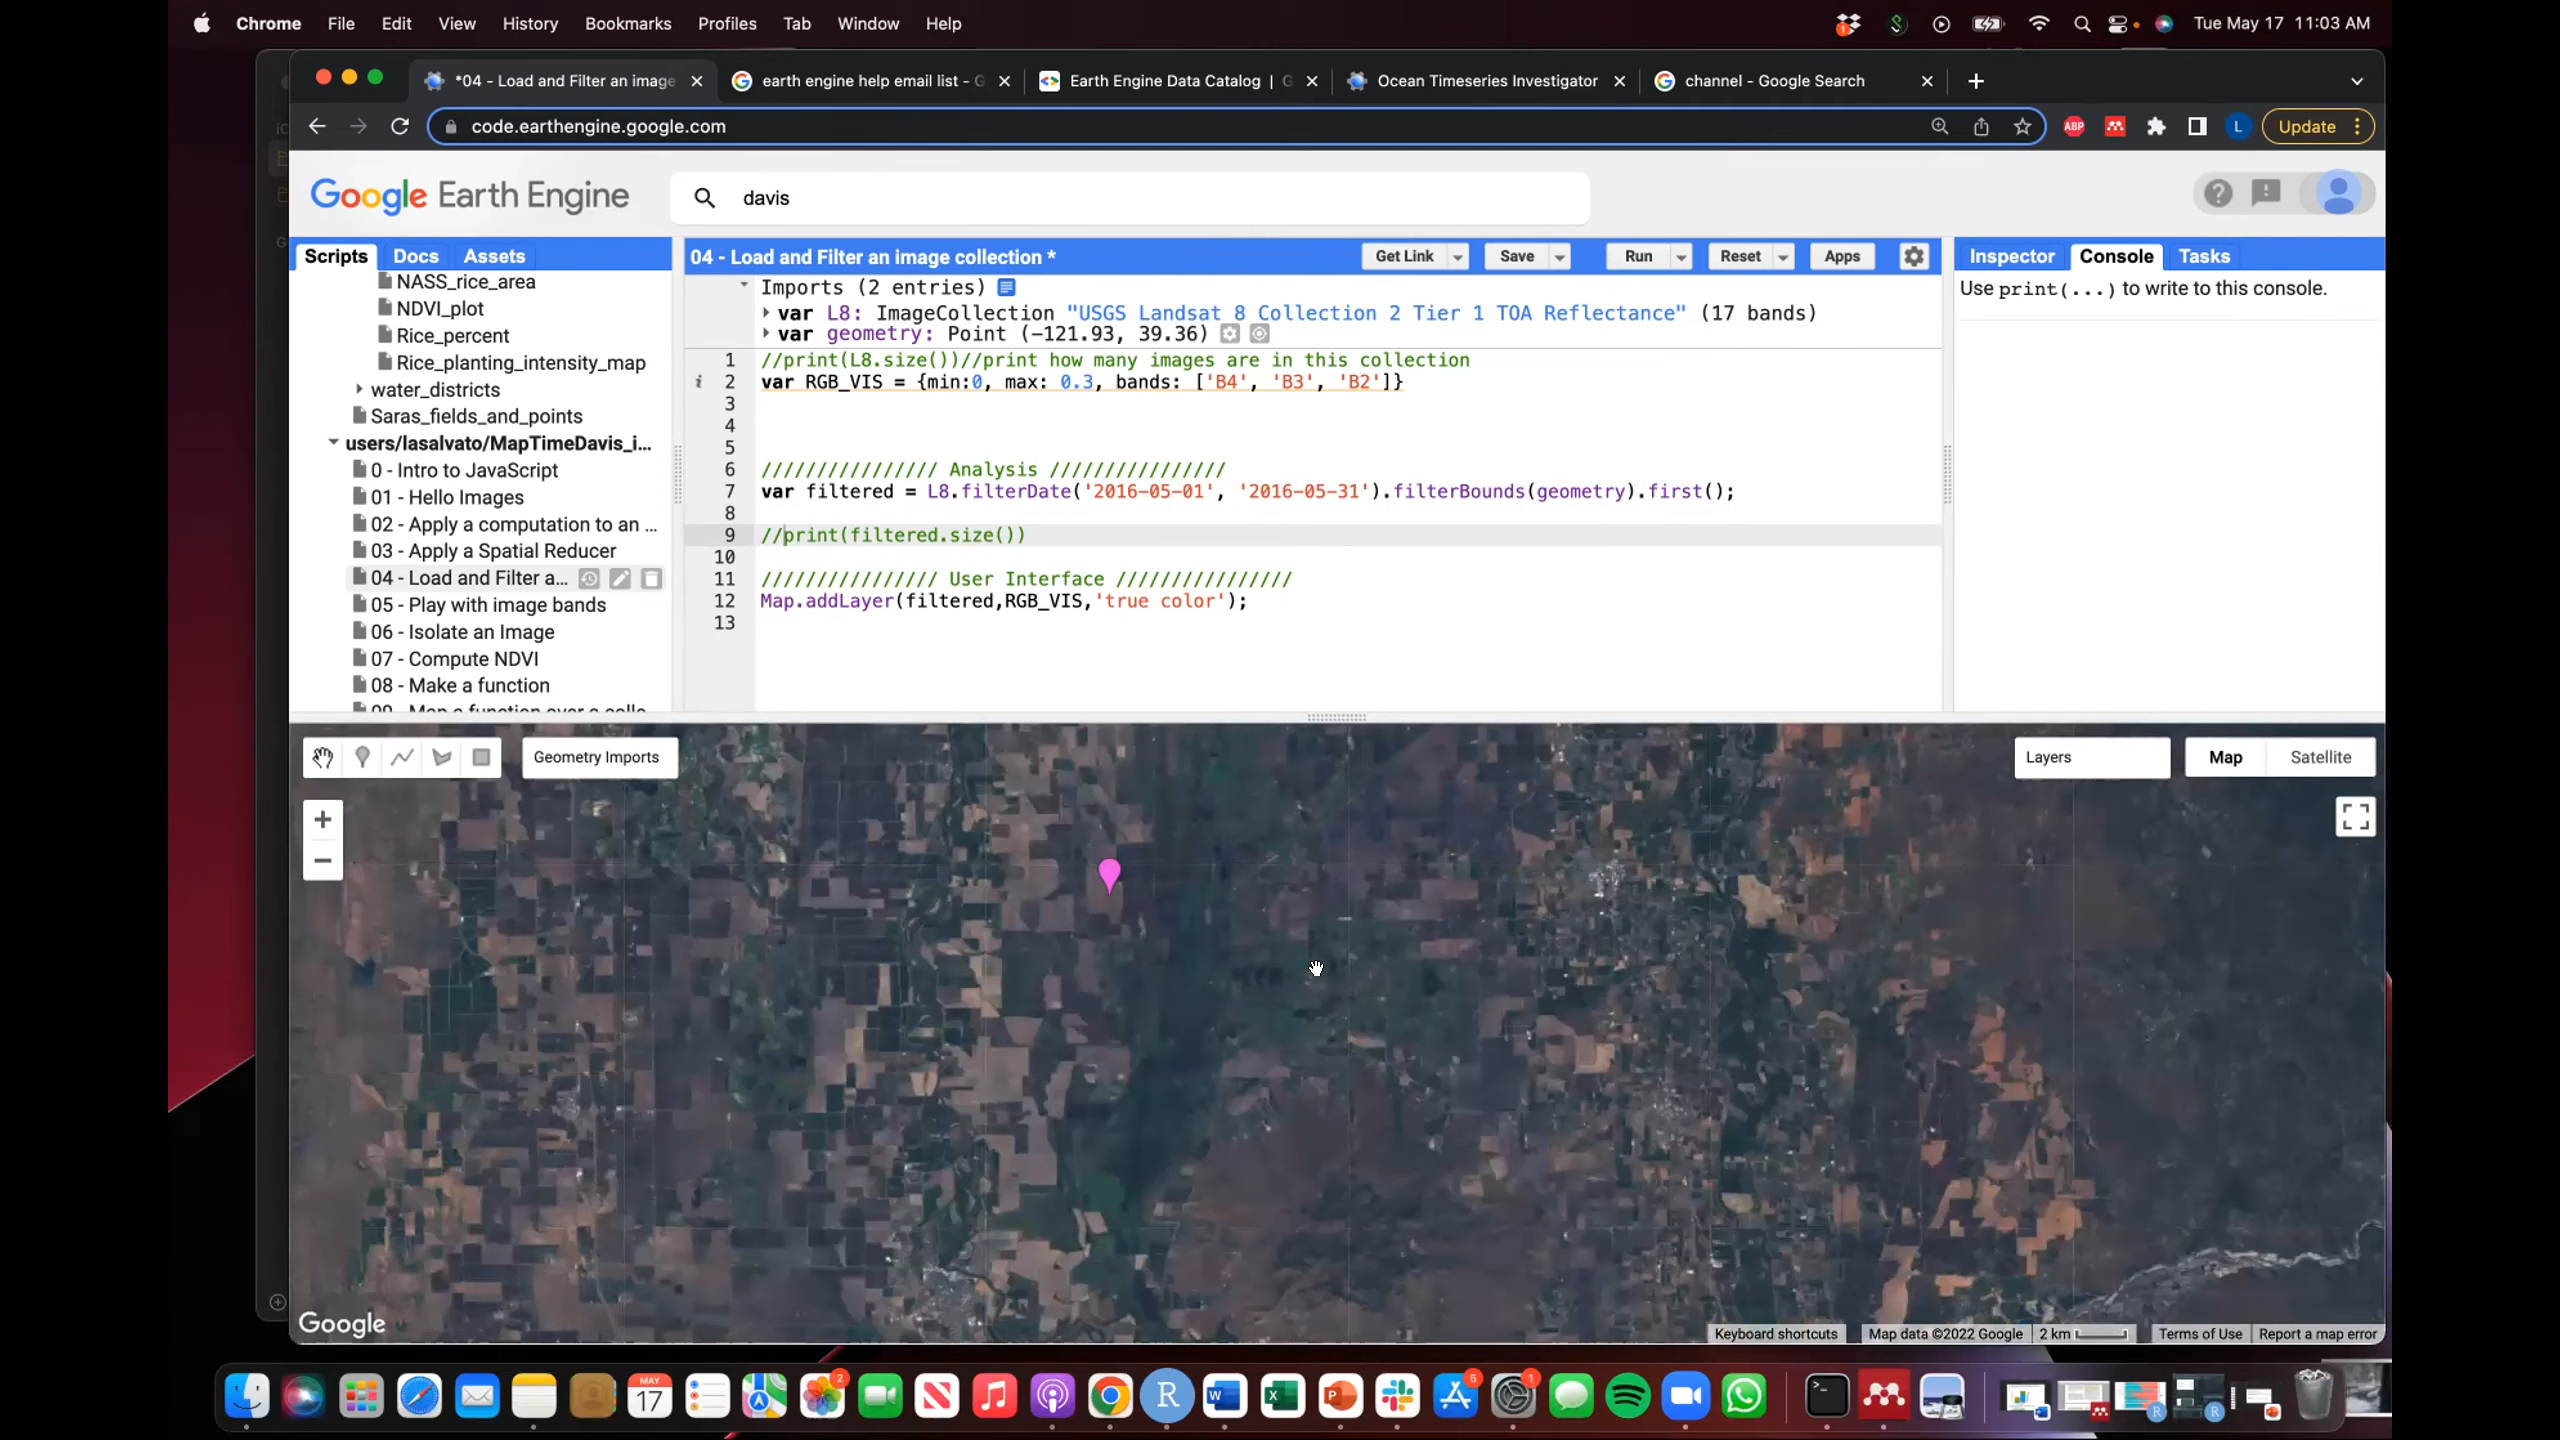 Chrome File Edit View History Bookmarks Profiles Tab Window Help
Tue May 17 11:03 AM
*04 - Load and Filter an image
earth engine help email list - G
Earth Engine Data Catalog | G
Ocean Timeseries Investigator
channel - Google Search
code.earthengine.google.com
ABP
L
Update
Google Earth Engine
davis
Scripts Docs Assets
NASS_rice_area
NDVI_plot
Rice_percent
Rice_planting_intensity_map
water_districts
Saras_fields_and_points
users/lasalvato/MapTimeDavis_i...
0 - Intro to JavaScript
01 - Hello Images
02 - Apply a computation to an ...
03 - Apply a Spatial Reducer
04 - Load and Filter a...
05 - Play with image bands
06 - Isolate an Image
07 - Compute NDVI
08 - Make a function
09 - Map a function over a colle
04 - Load and Filter an image collection *
Get Link Save Run Reset Apps
Imports (2 entries)
var L8: ImageCollection "USGS Landsat 8 Collection 2 Tier 1 TOA Reflectance" (17 bands)
var geometry: Point (-121.93, 39.36)
1 //print(L8.size())//print how many images are in this collection
i 2 var RGB_VIS = {min:0, max: 0.3, bands: ['B4', 'B3', 'B2']}
3
4
5
6 //////////////// Analysis ////////////////
7 var filtered = L8.filterDate('2016-05-01', '2016-05-31').filterBounds(geometry).first();
8
9 //print(filtered.size())
10
11 //////////////// User Interface ////////////////
12 Map.addLayer(filtered,RGB_VIS,'true color');
13
Inspector Console Tasks
Use print(...) to write to this console.
Geometry Imports
Layers
Map Satellite
+
−
Google
Keyboard shortcuts
Map data ©2022 Google
2 km
Terms of Use
Report a map error
MAY
17
2
5
1